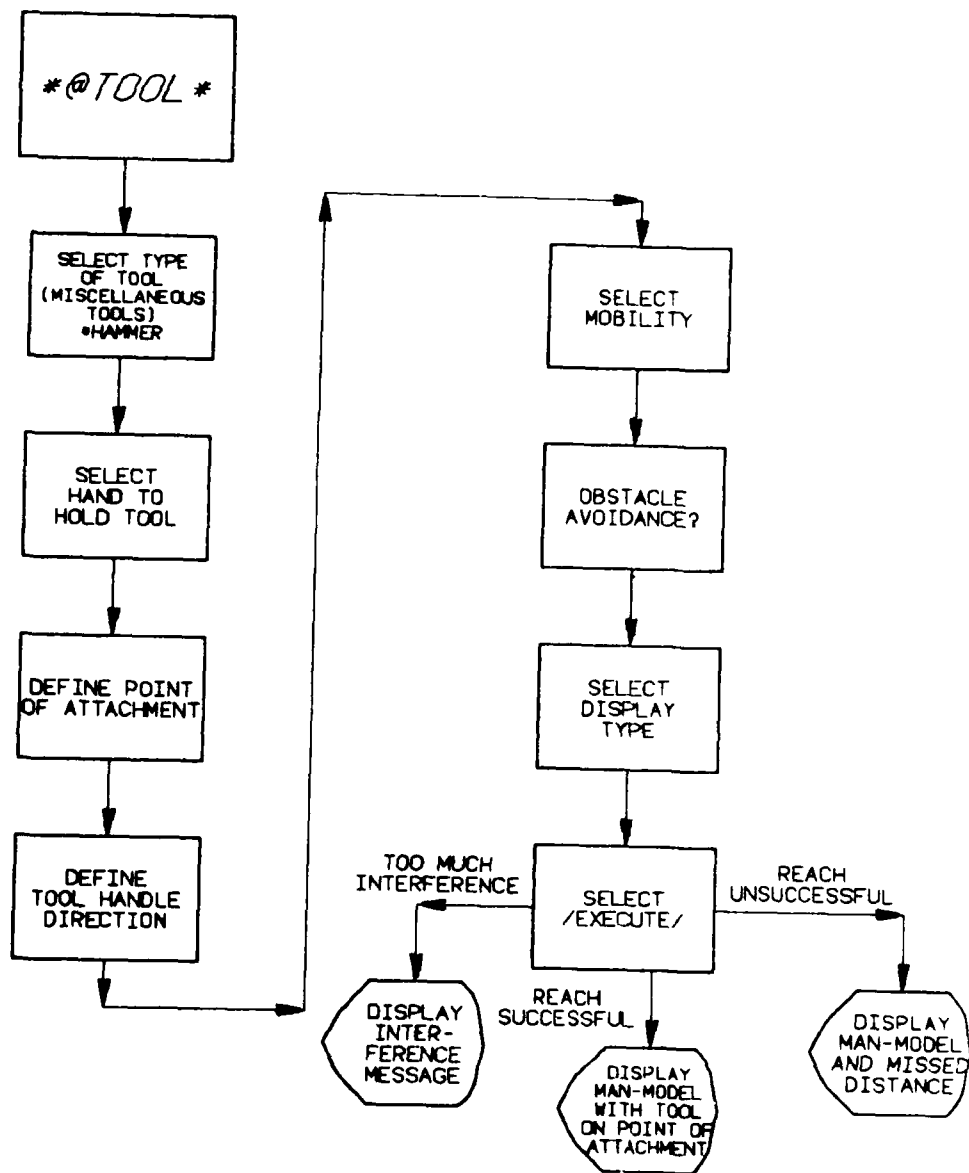 *@TOOL*
SELECT TYPE
OF TOOL
(MISCELLANEOUS
TOOLS)
*HAMMER
SELECT
HAND TO
HOLD TOOL
DEFINE POINT
OF ATTACHMENT
DEFINE
TOOL HANDLE
DIRECTION
SELECT
MOBILITY
OBSTACLE
AVOIDANCE?
SELECT
DISPLAY
TYPE
SELECT
/EXECUTE/
TOO MUCH
INTERFERENCE
REACH
UNSUCCESSFUL
REACH
SUCCESSFUL
DISPLAY
INTER-
FERENCE
MESSAGE
DISPLAY
MAN-MODEL
WITH TOOL
ON POINT OF
ATTACHMENT
DISPLAY
MAN-MODEL
AND MISSED
DISTANCE